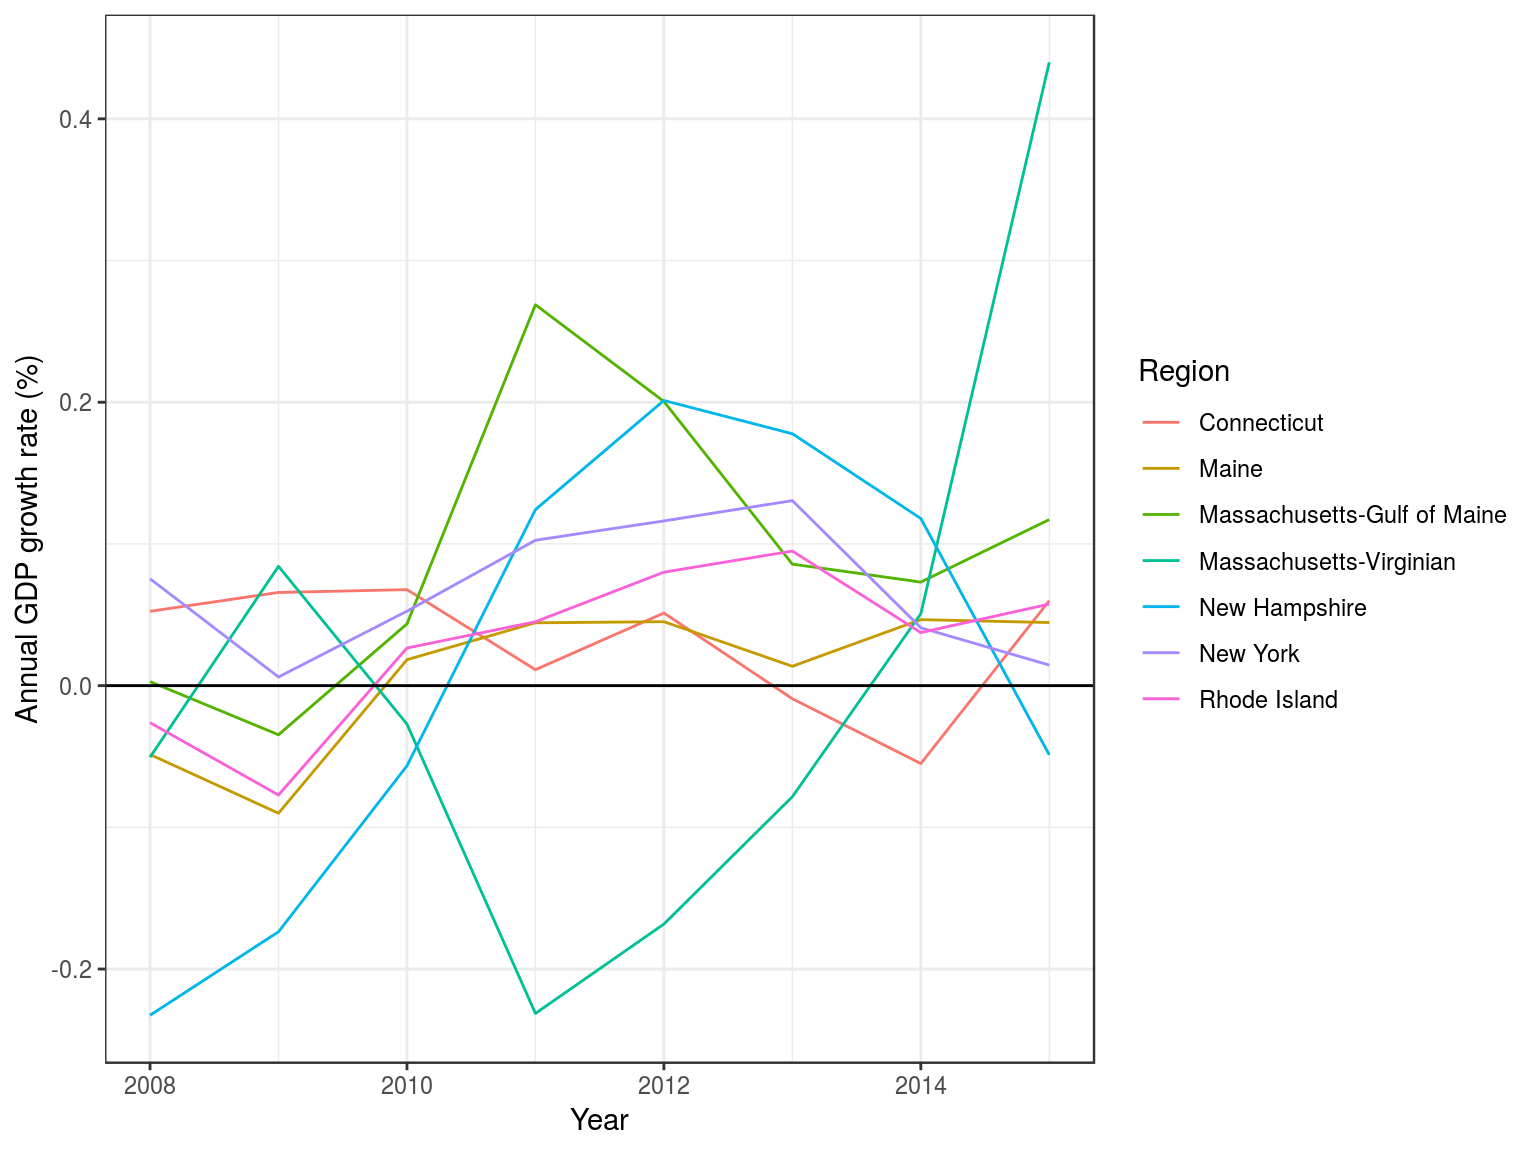 Annual GDP growth rate (%)
0.4
0.2
0.0
-0.2
2008 2010 2012 2014
Year
Region
Connecticut
Maine
Massachusetts-Gulf of Maine
Massachusetts-Virginian
New Hampshire
New York
Rhode Island